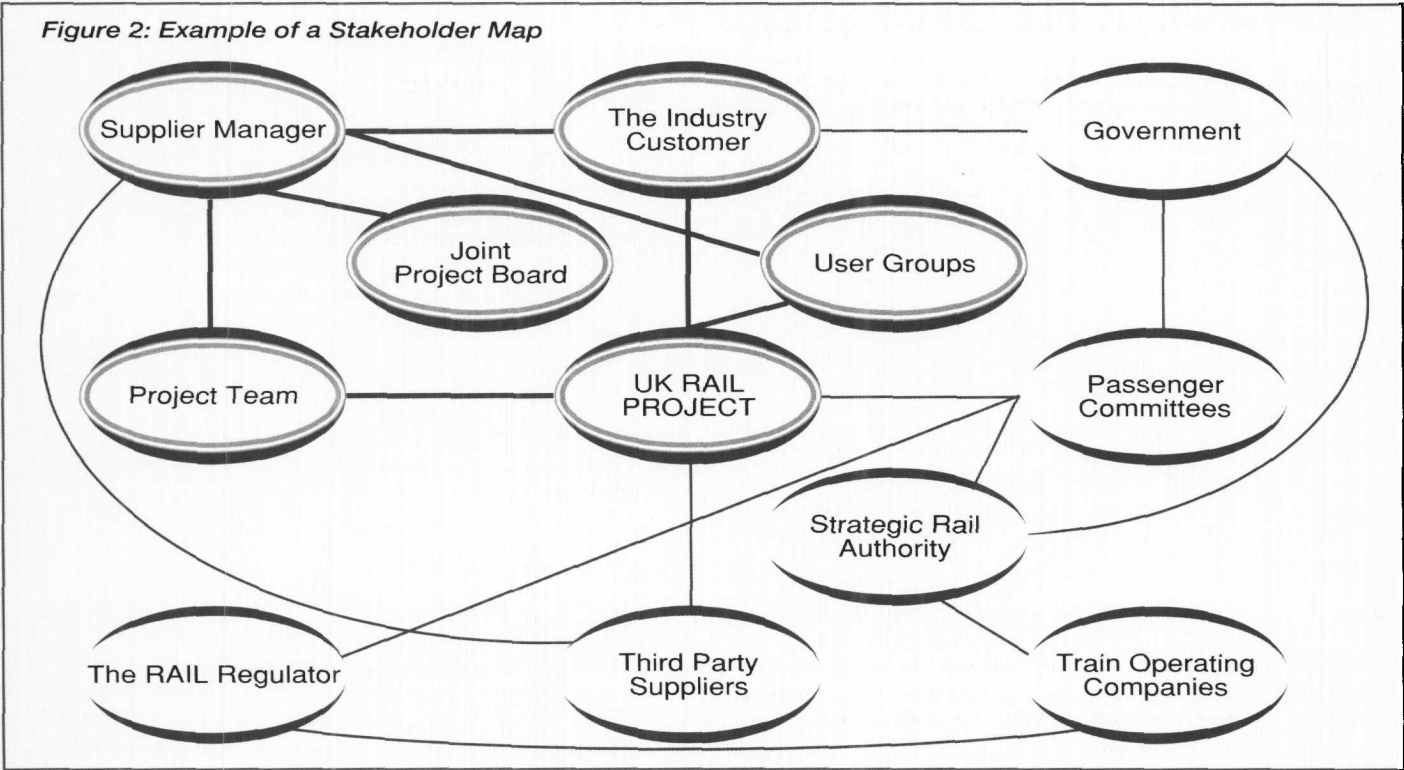 Figure 2: Example of a Stakeholder Map
Supplier Manager
The Industry
Customer
Government
Joint
Project Board
User Groups
Project Team
UK RAIL
PROJECT
Passenger
Committees
Strategic Rail
Authority
The RAIL Regulator
Third Party
Suppliers
Train Operating
Companies